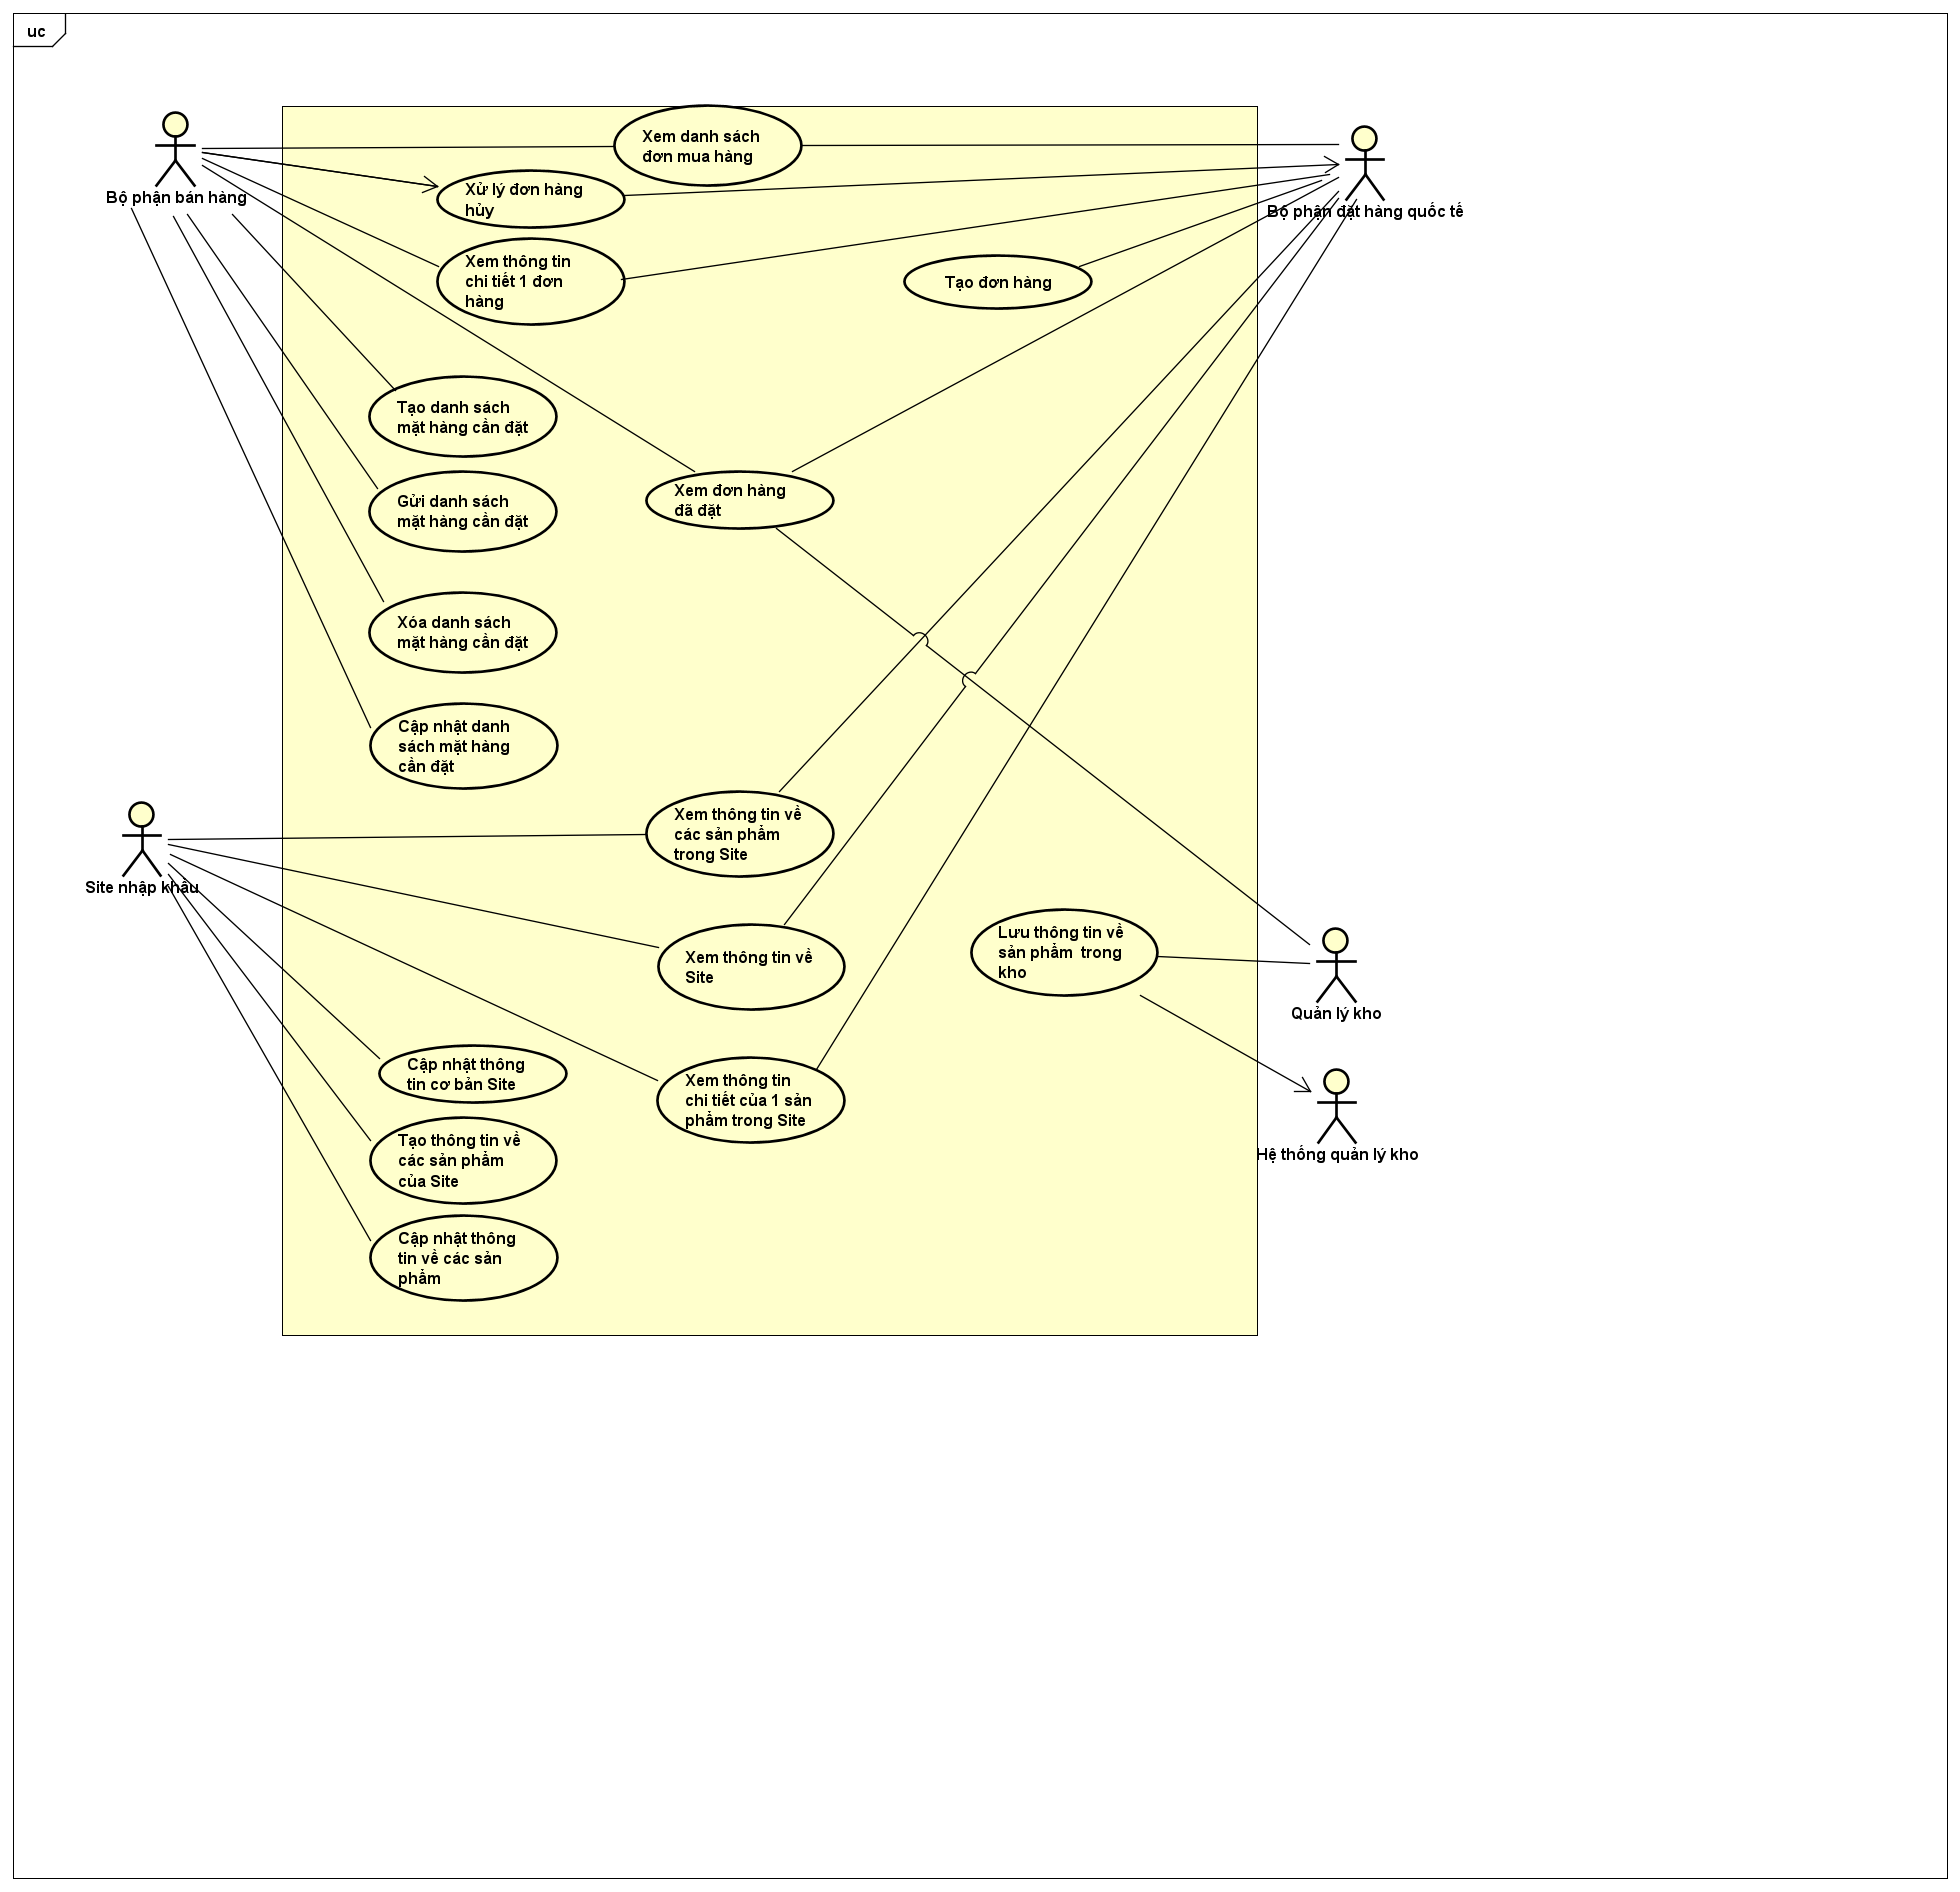 uc
Bộ phận bán hàng
Xem danh sách
đơn mua hàng
Xử lý đơn hàng
hủy
Bộ phận đặt hàng quốc tế
Xem thông tin
chi tiết 1 đơn
hàng
Tạo đơn hàng
Tạo danh sách
mặt hàng cần đặt
Gửi danh sách
mặt hàng cần đặt
Xem đơn hàng
đã đặt
Xóa danh sách
mặt hàng cần đặt
Cập nhật danh
sách mặt hàng
cần đặt
Site nhập khẩu
Xem thông tin về
các sản phẩm
trong Site
Xem thông tin về
Site
Lưu thông tin về
sản phẩm  trong
kho
Quản lý kho
Cập nhật thông
tin cơ bản Site
Xem thông tin
chi tiết của 1 sản
phẩm trong Site
Hệ thống quản lý kho
Tạo thông tin về
các sản phẩm
của Site
Cập nhật thông
tin về các sản
phẩm